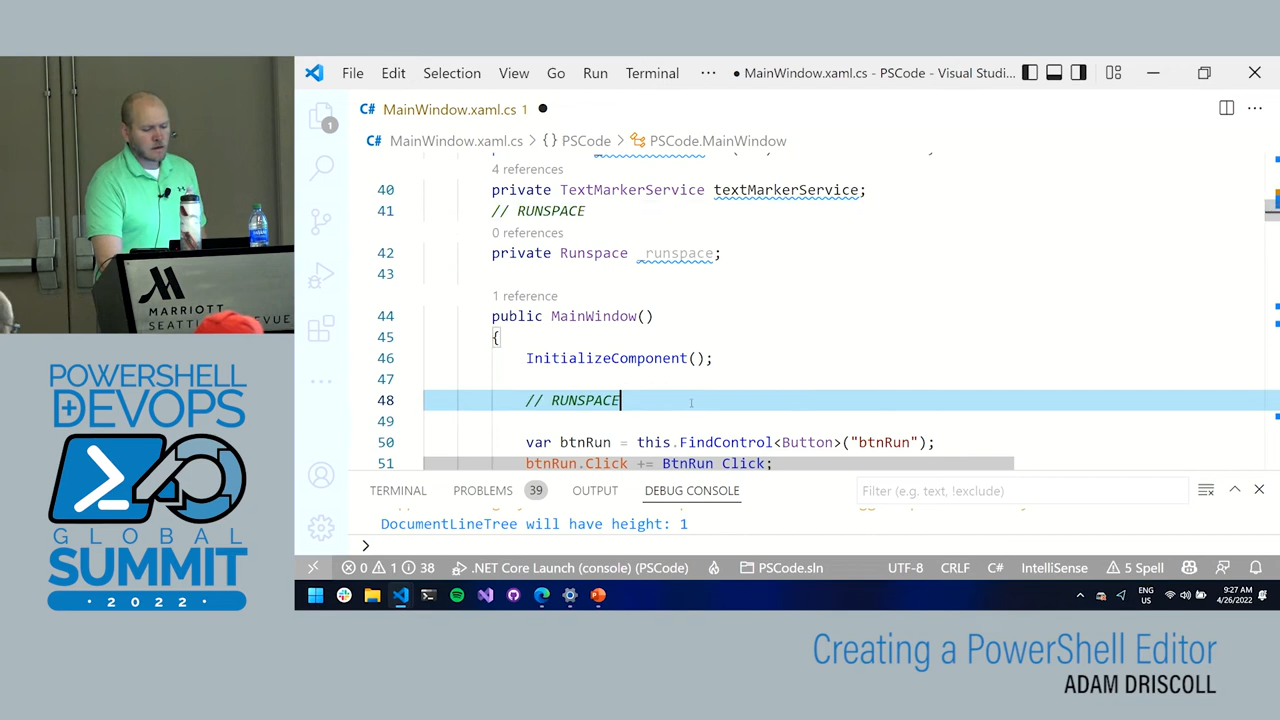 File Edit Selection View Go Run Terminal ··· ● MainWindow.xaml.cs - PSCode - Visual Studi...
C# MainWindow.xaml.cs 1
C# MainWindow.xaml.cs > {} PSCode > PSCode.MainWindow
4 references
40 private TextMarkerService textMarkerService;
41 // RUNSPACE
0 references
42 private Runspace _runspace;
43
1 reference
44 public MainWindow()
45 {
46 InitializeComponent();
47
48 // RUNSPACE
49
50 var btnRun = this.FindControl<Button>("btnRun");
51 btnRun.Click += BtnRun_Click;
TERMINAL PROBLEMS 39 OUTPUT DEBUG CONSOLE Filter (e.g. text, !exclude)
DocumentLineTree will have height: 1
>
0 1 38 .NET Core Launch (console) (PSCode) PSCode.sln UTF-8 CRLF C# IntelliSense 5 Spell
ENG US 9:27 AM 4/26/2022
1
MARRIOTT
POWERSHELL
DEVOPS
GLOBAL
SUMMIT
· 2022 ·
Creating a PowerShell Editor
ADAM DRISCOLL